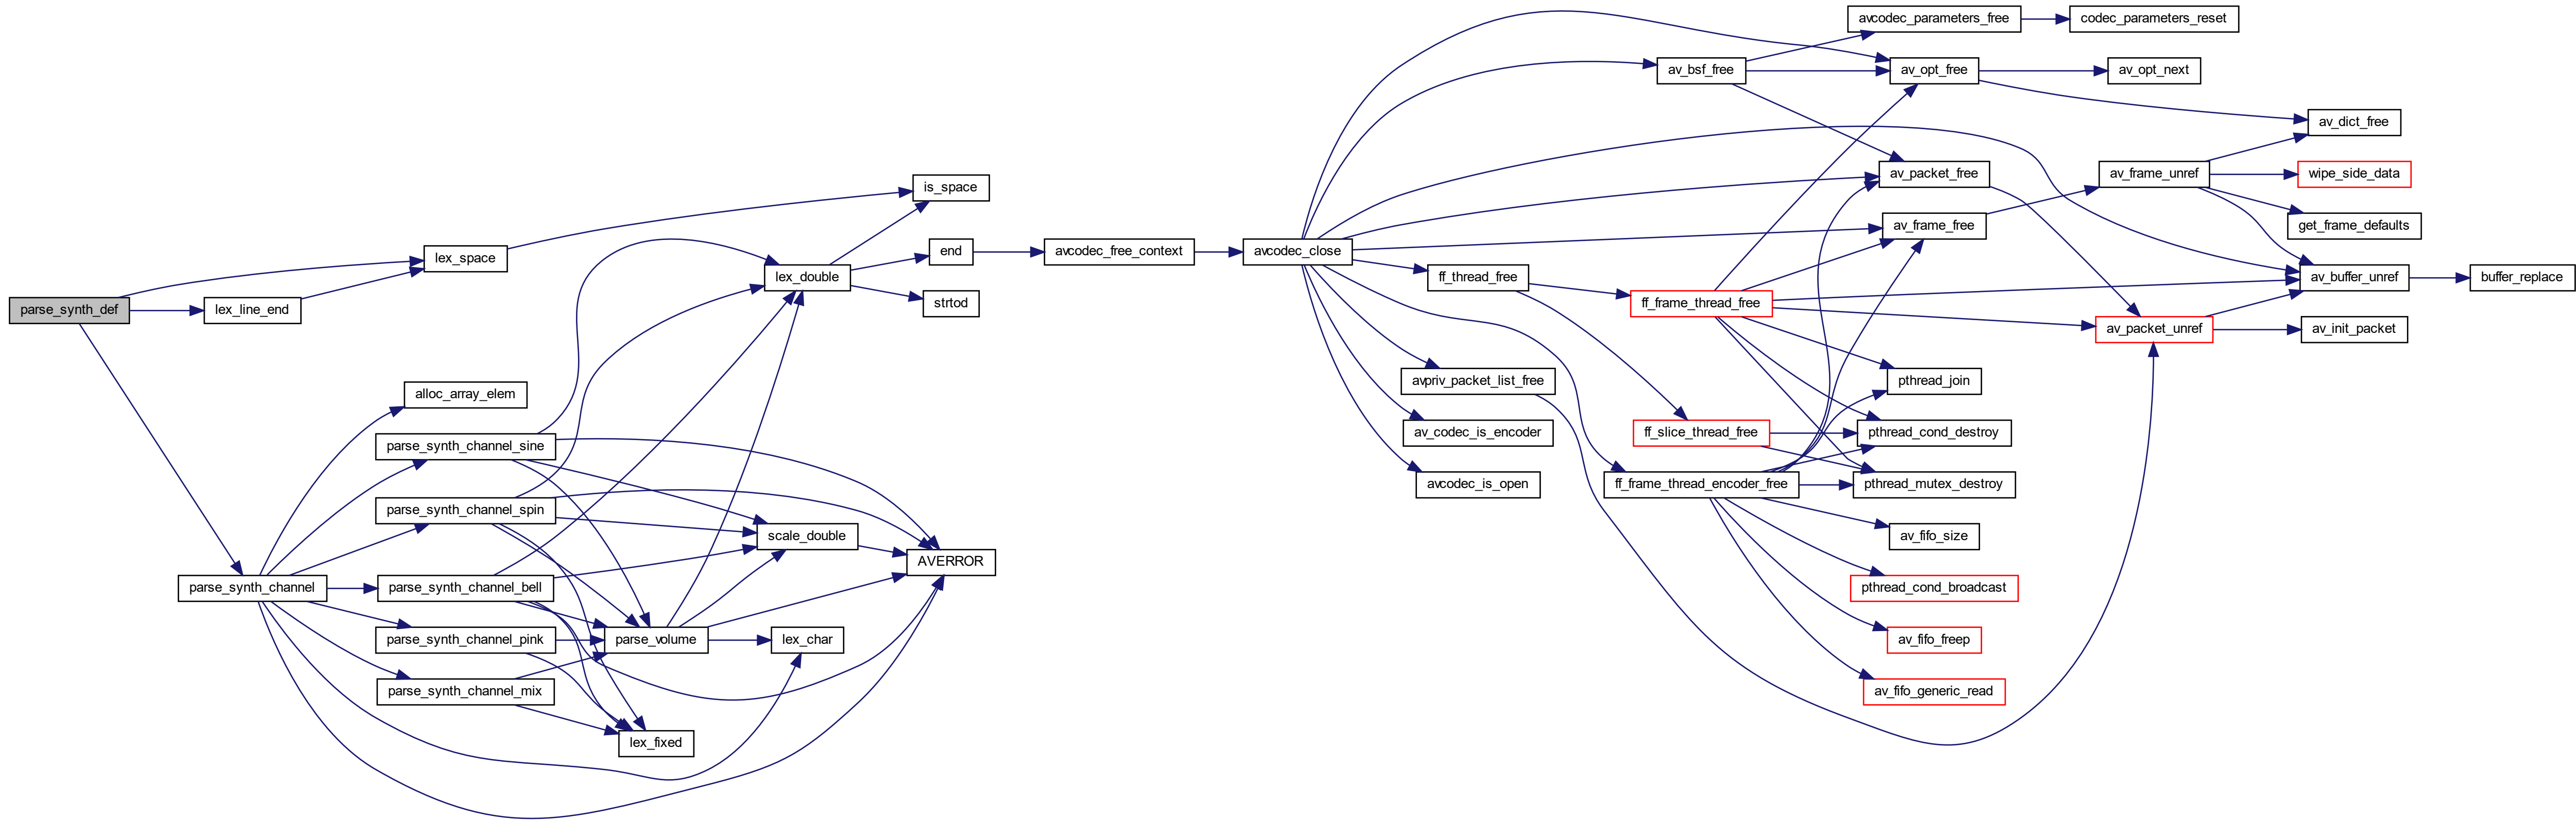 parse_synth_def
lex_space
lex_line_end
parse_synth_channel
alloc_array_elem
parse_synth_channel_sine
parse_synth_channel_spin
parse_synth_channel_bell
parse_synth_channel_pink
parse_synth_channel_mix
parse_volume
lex_fixed
lex_double
scale_double
lex_char
is_space
end
strtod
AVERROR
avcodec_free_context
avcodec_close
ff_thread_free
avpriv_packet_list_free
av_codec_is_encoder
avcodec_is_open
av_bsf_free
ff_frame_thread_free
ff_slice_thread_free
ff_frame_thread_encoder_free
avcodec_parameters_free
av_opt_free
av_packet_free
av_frame_free
pthread_join
pthread_cond_destroy
pthread_mutex_destroy
av_fifo_size
pthread_cond_broadcast
av_fifo_freep
av_fifo_generic_read
codec_parameters_reset
av_opt_next
av_frame_unref
av_packet_unref
av_dict_free
wipe_side_data
get_frame_defaults
av_buffer_unref
av_init_packet
buffer_replace